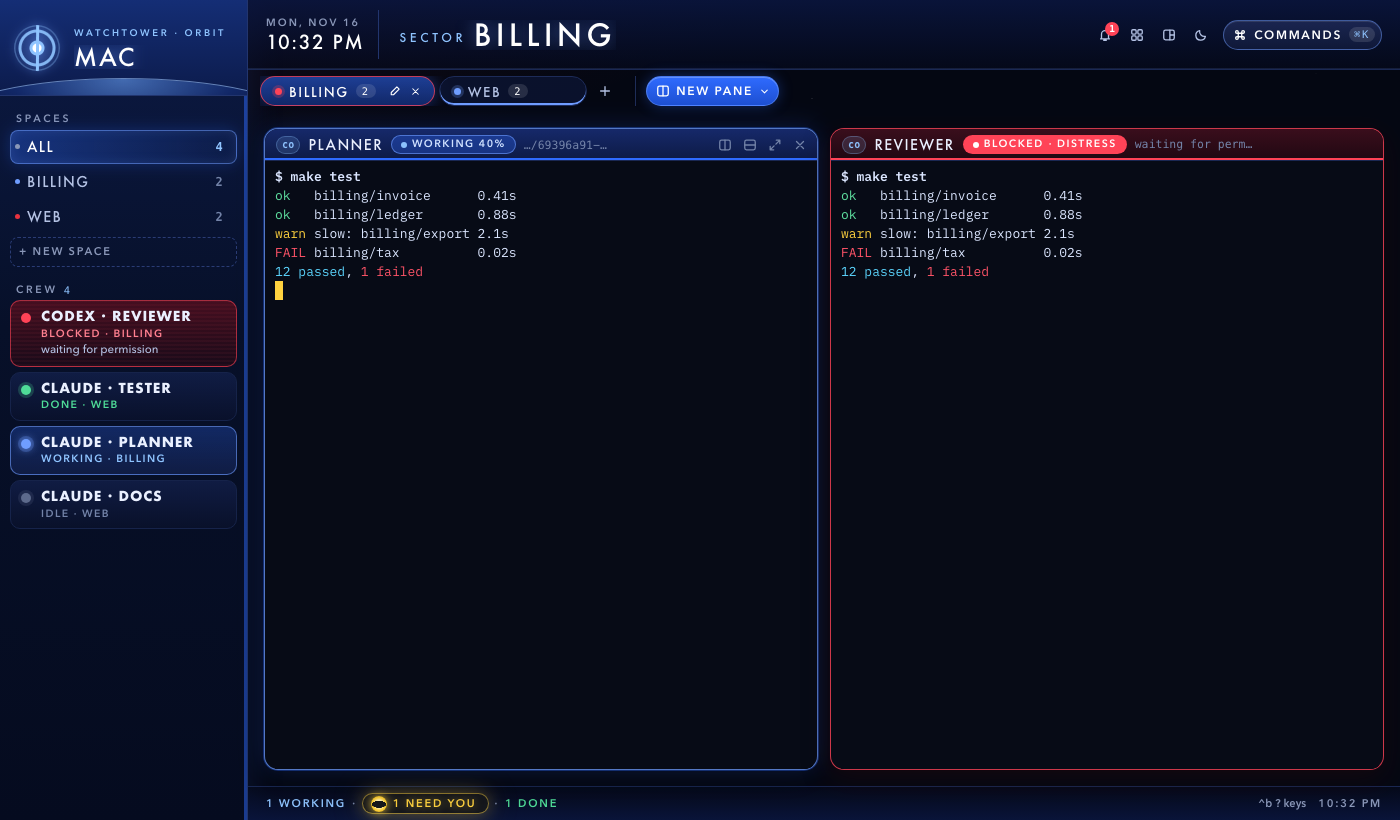 WATCHTOWER · ORBIT
MAC
SPACES
ALL 4
BILLING 2
WEB 2
+ NEW SPACE
CREW 4
CODEX · REVIEWER
BLOCKED · BILLING
waiting for permission
CLAUDE · TESTER
DONE · WEB
CLAUDE · PLANNER
WORKING · BILLING
CLAUDE · DOCS
IDLE · WEB
MON, NOV 16
10:32 PM
SECTOR BILLING
1
⌘ COMMANDS ⌘K
BILLING 2
WEB 2
+
NEW PANE
CO PLANNER WORKING 40% …/69396a91–…
$ make test
ok billing/invoice 0.41s
ok billing/ledger 0.88s
warn slow: billing/export 2.1s
FAIL billing/tax 0.02s
12 passed, 1 failed
CO REVIEWER BLOCKED · DISTRESS waiting for perm…
$ make test
ok billing/invoice 0.41s
ok billing/ledger 0.88s
warn slow: billing/export 2.1s
FAIL billing/tax 0.02s
12 passed, 1 failed
1 WORKING · 1 NEED YOU · 1 DONE
^b ? keys 10:32 PM